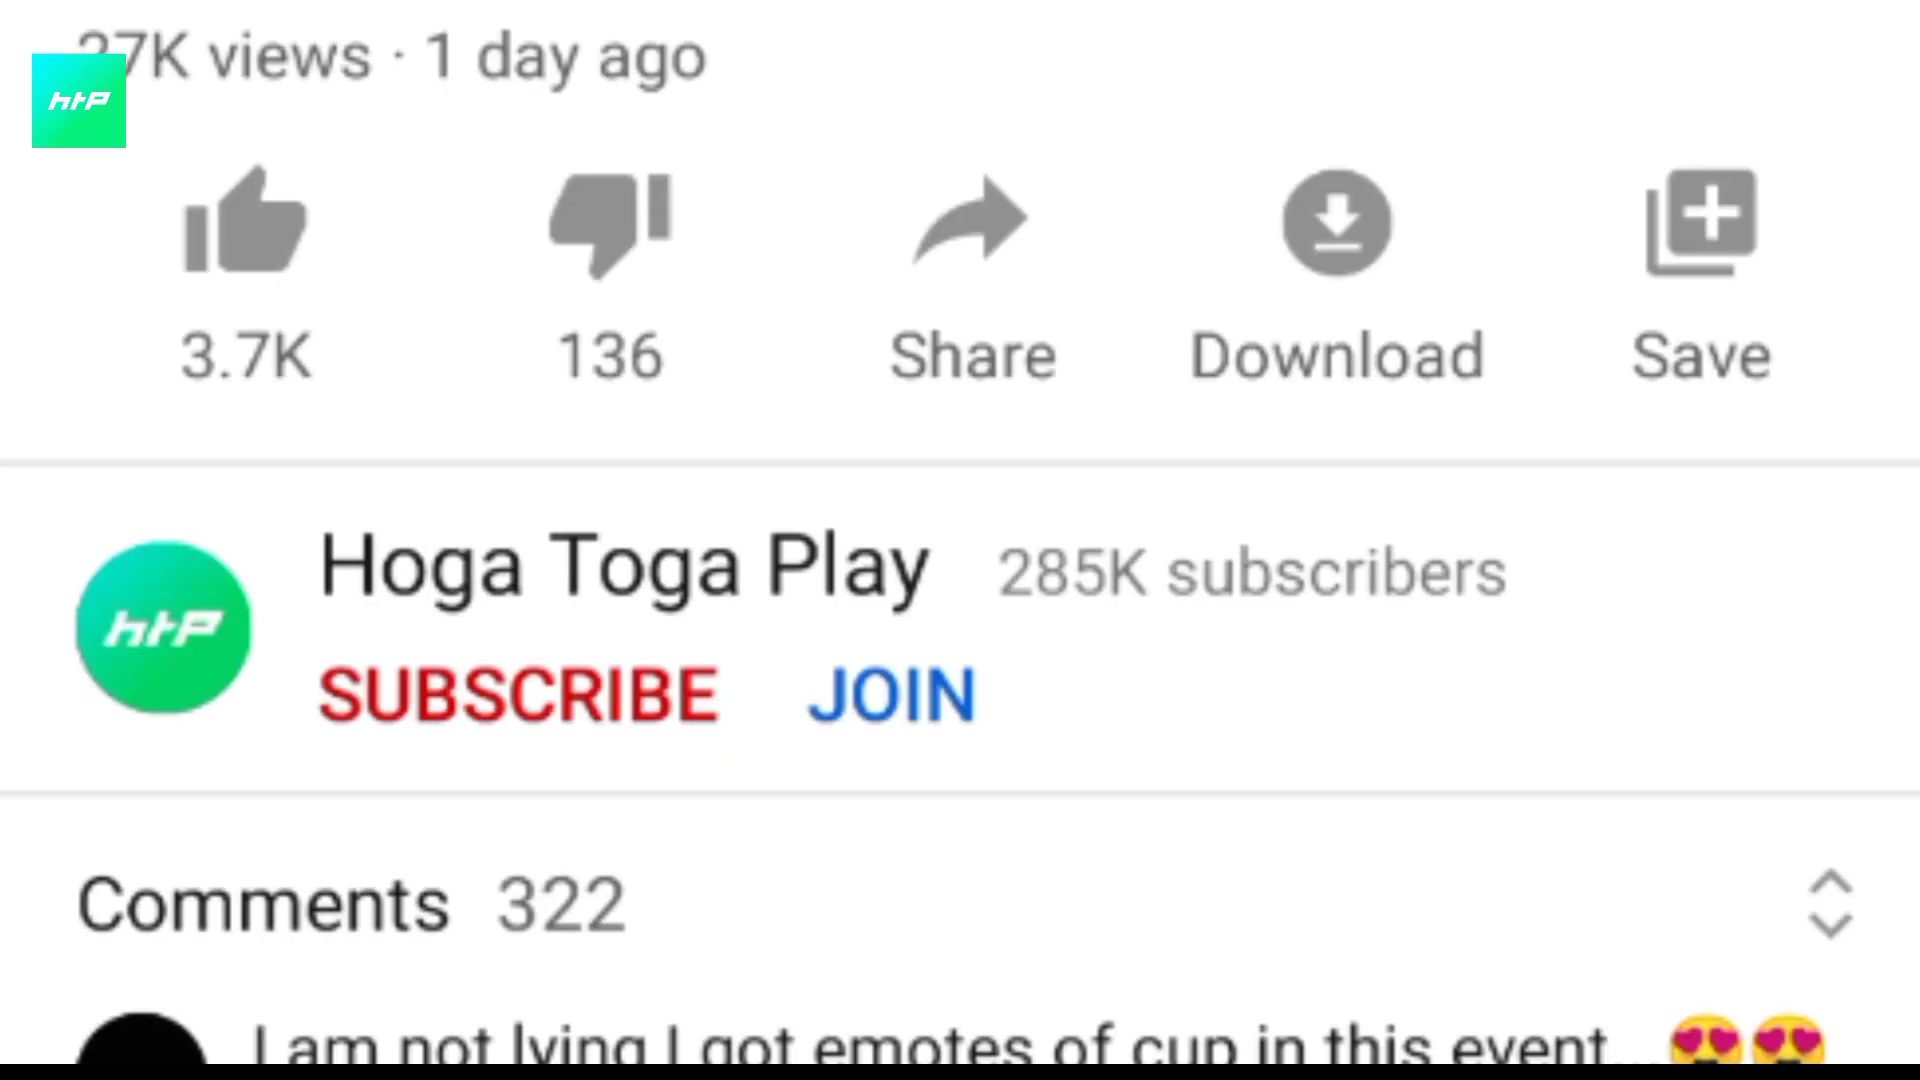 views · 1 day ago
htP
3.7K 136 Share Download Save
Hoga Toga Play 285K subscribers
htP
SUBSCRIBE JOIN
Comments 322
I am not lying I got emotes of cup in this event... 😍😍